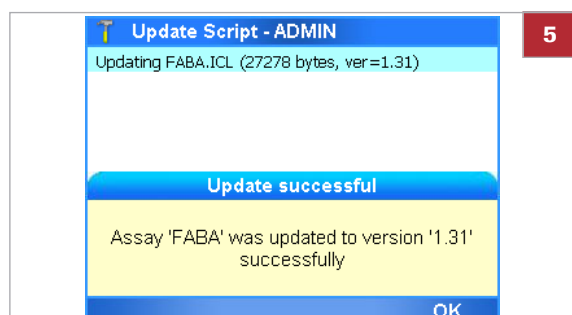 Update Script - ADMIN
5
Updating FABA.ICL (27278 bytes, ver=1.31)
Update successful
Assay 'FABA' was updated to version '1.31'
successfully
OK